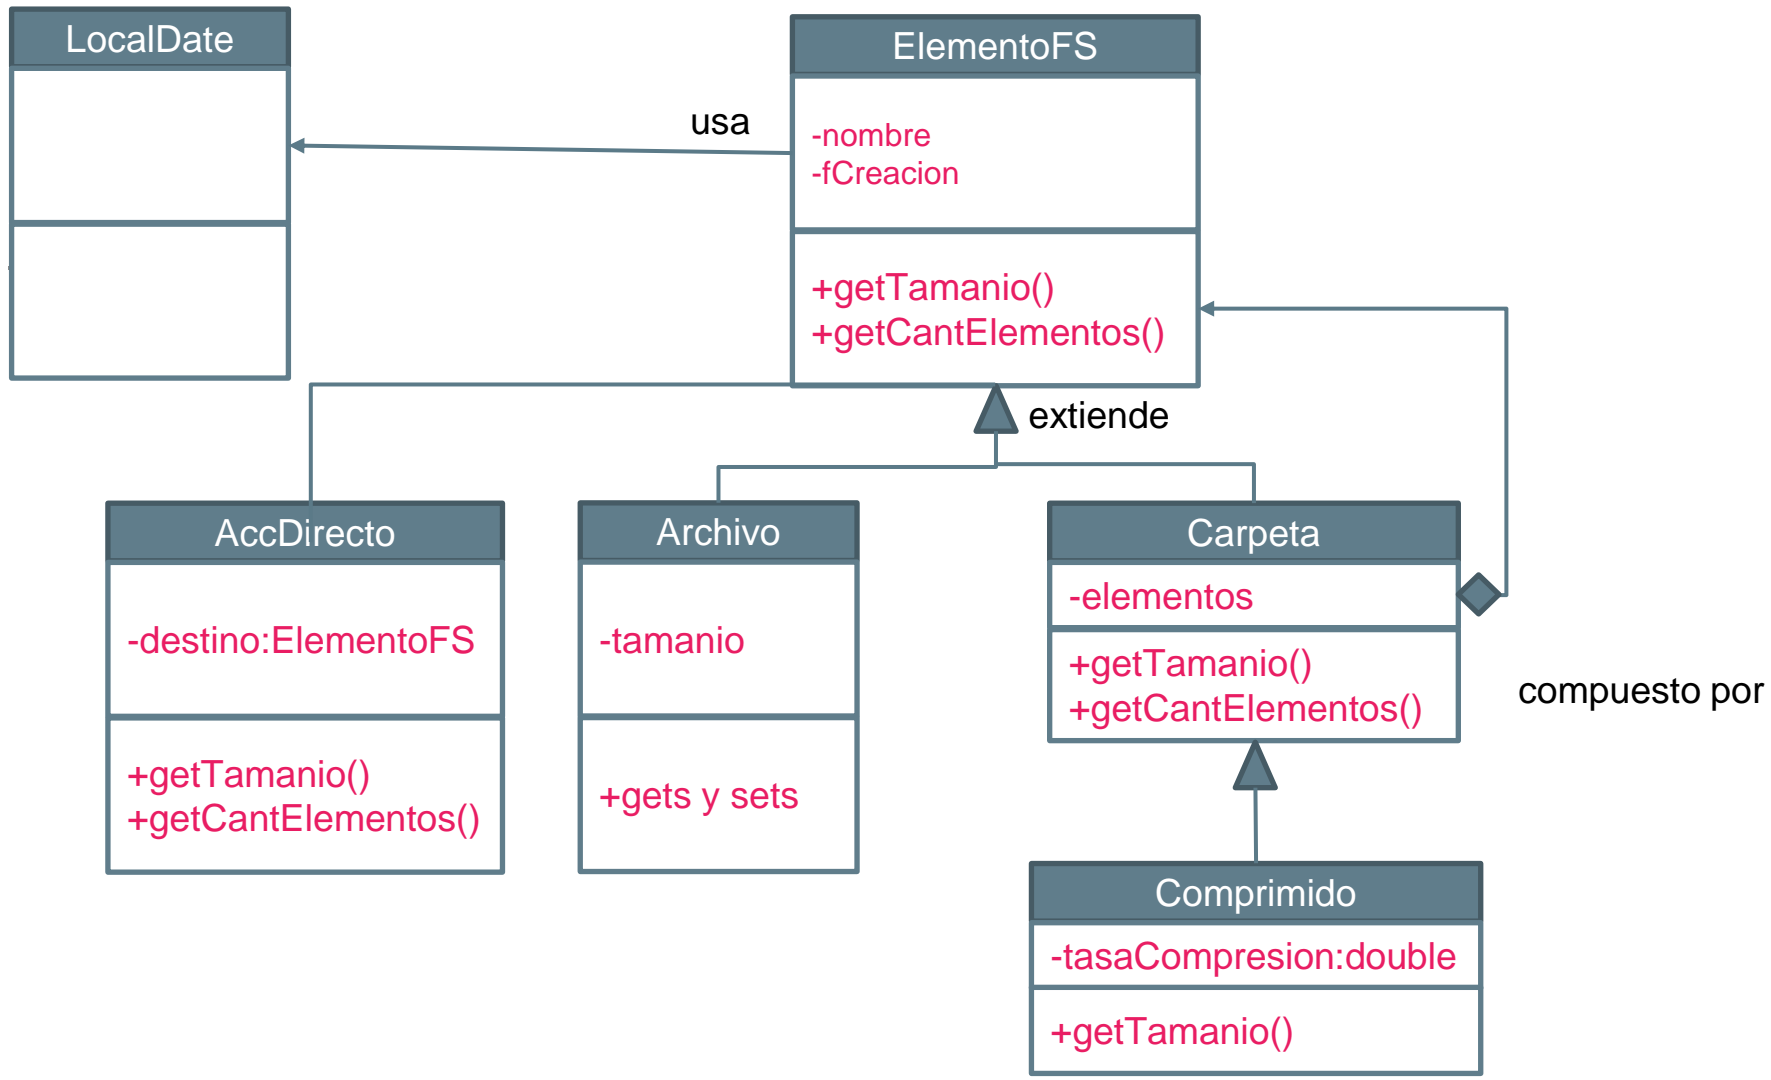 LocalDate
ElementoFS
usa
-nombre
-fCreacion
+getTamanio()
+getCantElementos()
extiende
AccDirecto
-destino:ElementoFS
+getTamanio()
+getCantElementos()
Archivo
-tamanio
+gets y sets
Carpeta
-elementos
+getTamanio()
+getCantElementos()
compuesto por
Comprimido
-tasaCompresion:double
+getTamanio()